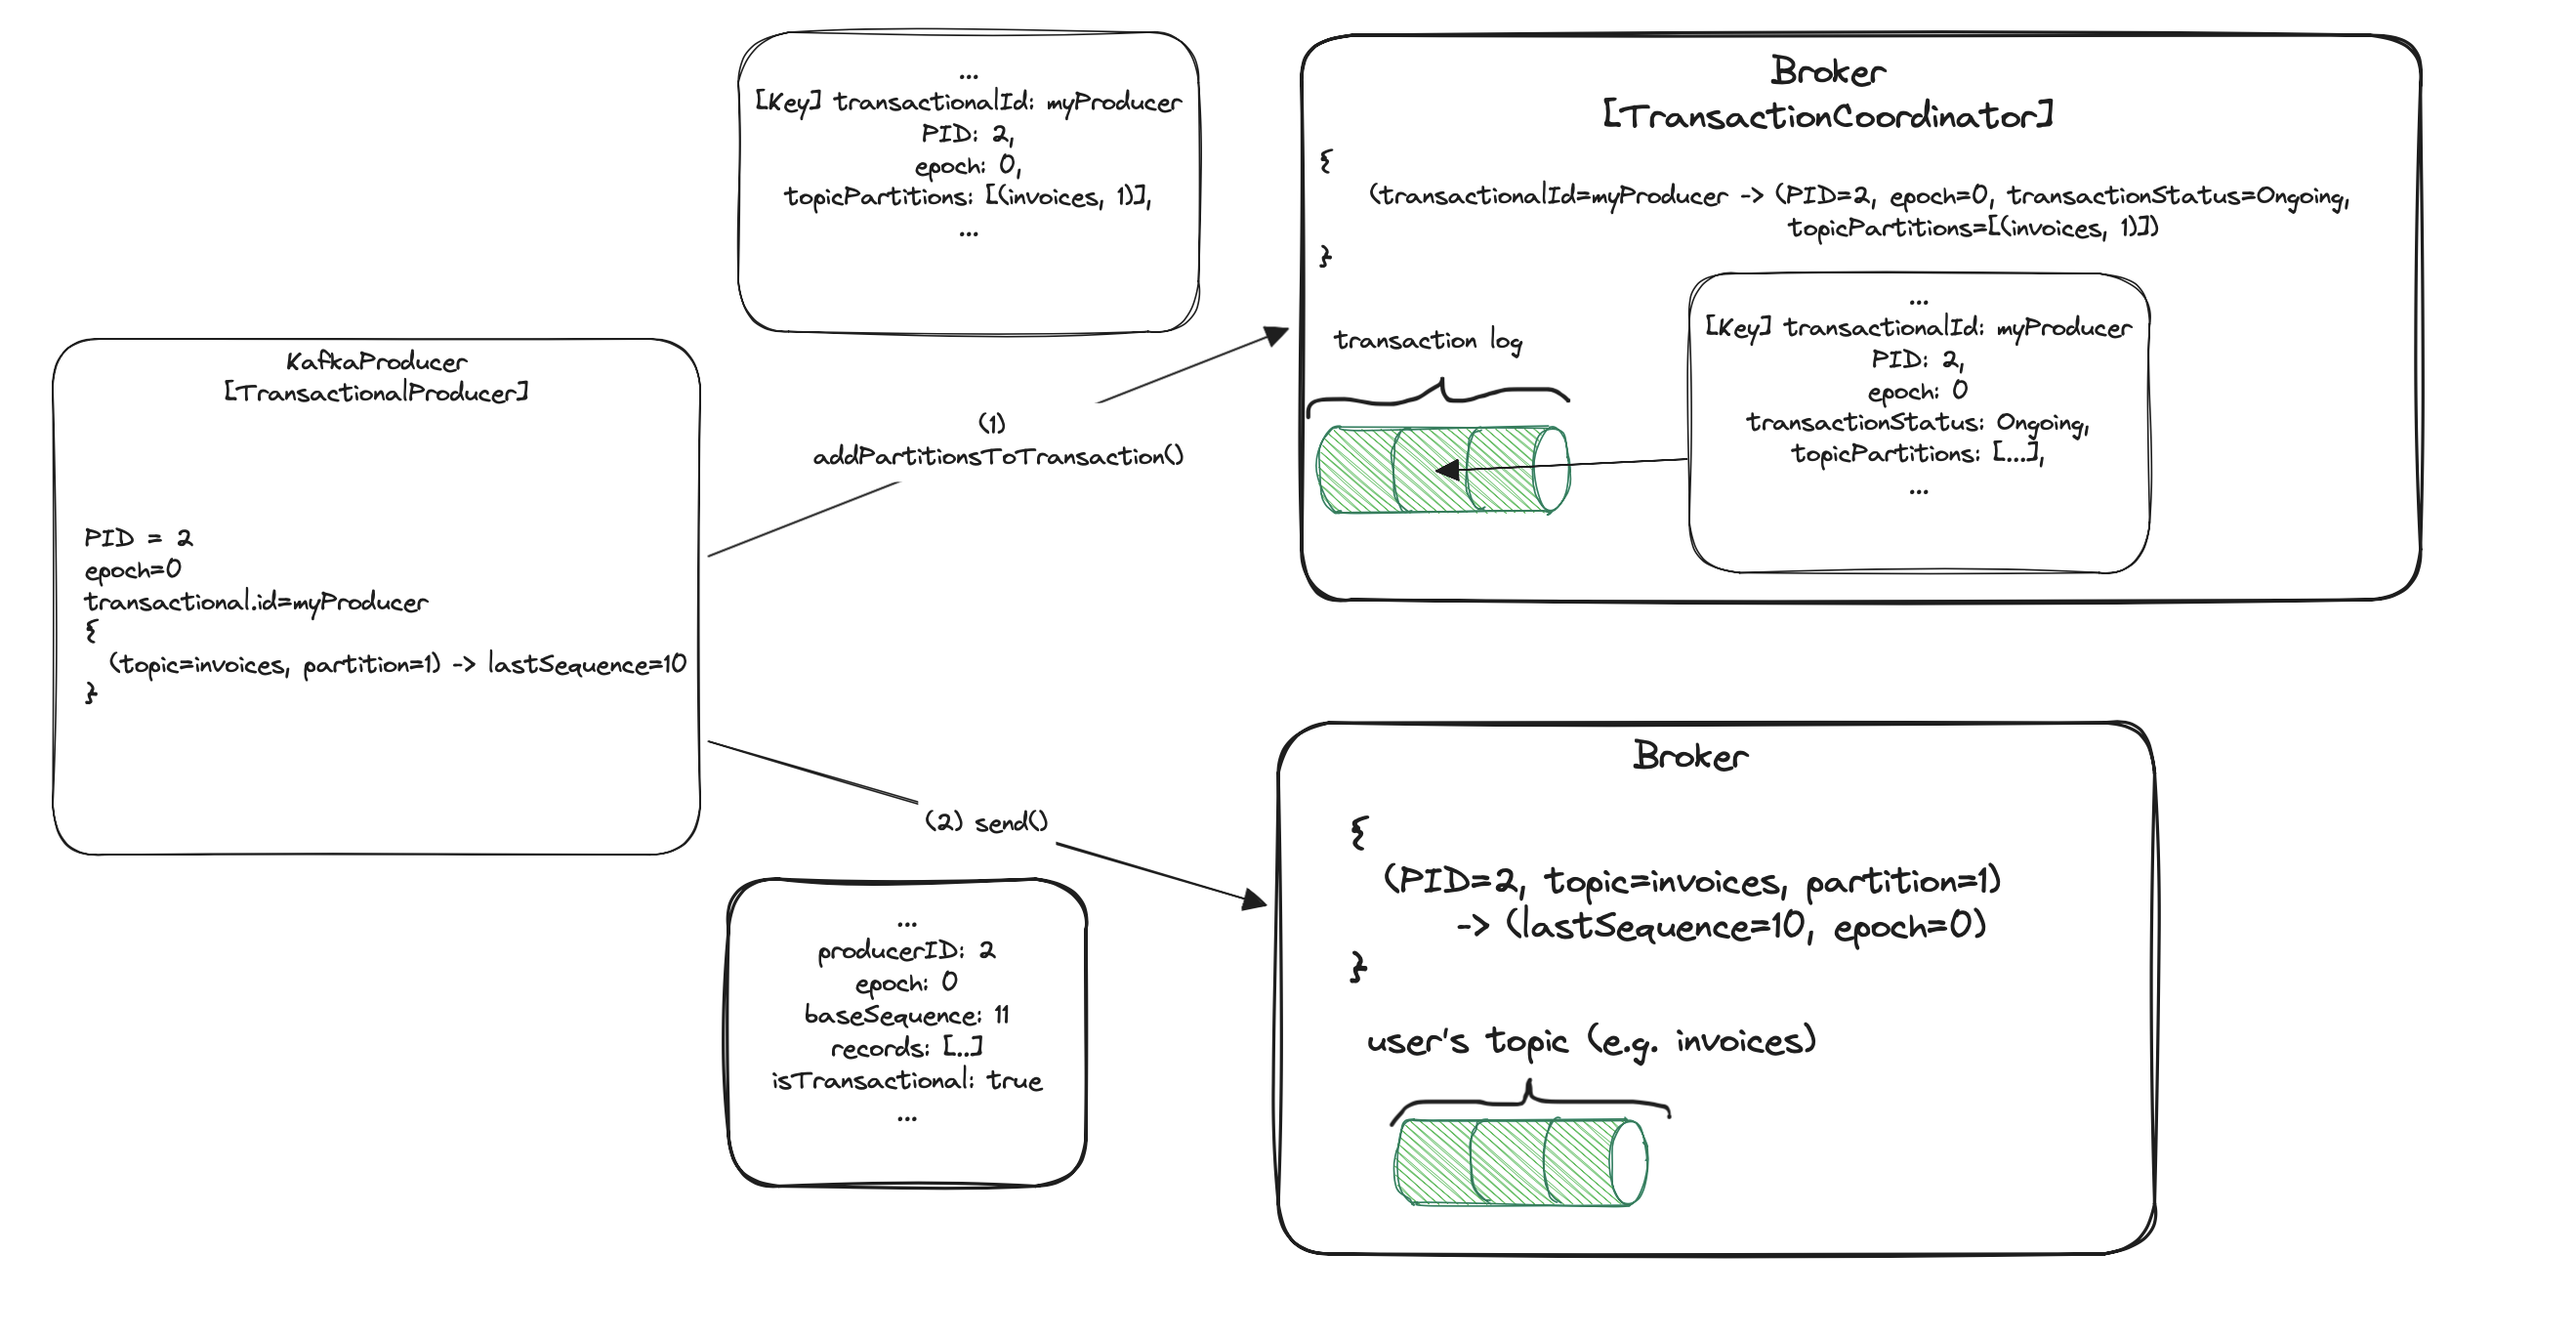 ...
[Key] transactionalId: myProducer
PID: 2,
epoch: 0,
topicPartitions: [(invoices, 1)],
...
Broker
[TransactionCoordinator]
{
(transactionalId=myProducer -> (PID=2, epoch=0, transactionStatus=Ongoing,
topicPartitions=[(invoices, 1)])
}
transaction log
...
[Key] transactionalId: myProducer
PID: 2,
epoch: 0
transactionStatus: Ongoing,
topicPartitions: [...],
...
KafkaProducer
[TransactionalProducer]
PID = 2
epoch=0
transactional.id=myProducer
{
(topic=invoices, partition=1) -> lastSequence=10
}
(1)
addPartitionsToTransaction()
(2) send()
...
producerID: 2
epoch: 0
baseSequence: 11
records: [...]
isTransactional: true
...
Broker
{
(PID=2, topic=invoices, partition=1)
-> (lastSequence=10, epoch=0)
}
user's topic (e.g. invoices)